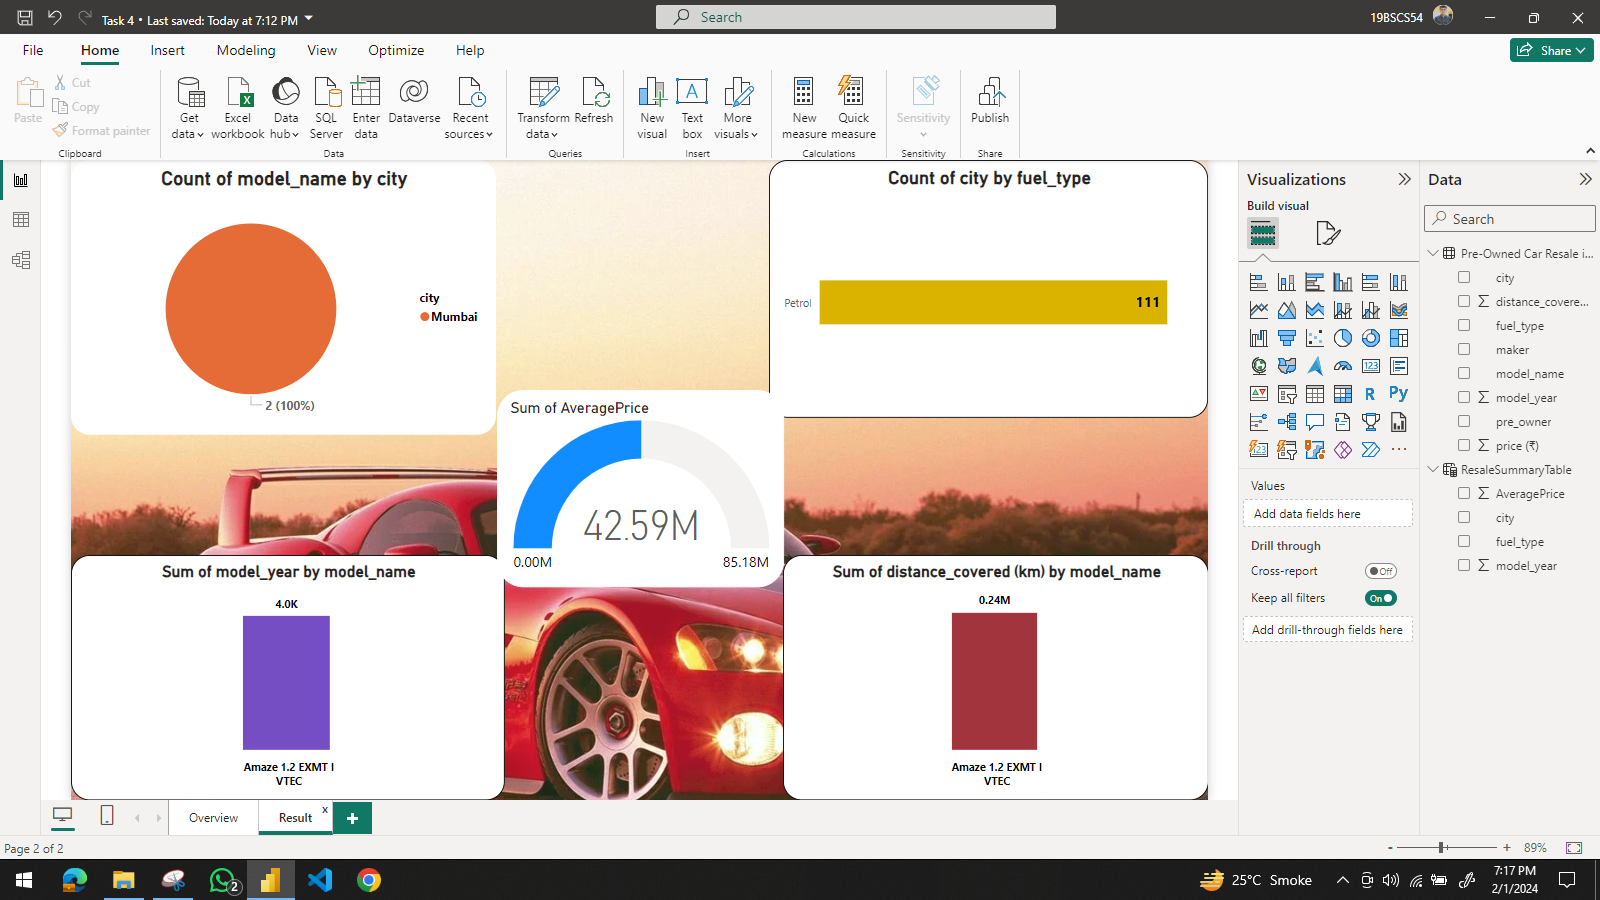 Task 4 • Last saved: Today at 7:12 PM
Search
19BSCS54
File
Home
Insert
Modeling
View
Optimize
Help
Share
Paste
Cut
Copy
Format painter
Clipboard
Get data
Excel workbook
Data hub
SQL Server
Enter data
Dataverse
Recent sources
Data
Transform data
Refresh
Queries
New visual
Text box
More visuals
Insert
New measure
Quick measure
Calculations
Sensitivity
Sensitivity
Publish
Share
Count of model_name by city
city
Mumbai
2 (100%)
Count of city by fuel_type
Petrol
111
Sum of AveragePrice
42.59M
0.00M
85.18M
Sum of model_year by model_name
4.0K
Amaze 1.2 EXMT I
VTEC
Sum of distance_covered (km) by model_name
0.24M
Amaze 1.2 EXMT I
VTEC
Visualizations
Build visual
R
Py
123
Values
Add data fields here
Drill through
Cross-report
Off
Keep all filters
On
Add drill-through fields here
Data
Search
Pre-Owned Car Resale i...
city
Σ distance_covere...
fuel_type
maker
model_name
Σ model_year
pre_owner
Σ price (₹)
ResaleSummaryTable
Σ AveragePrice
city
fuel_type
Σ model_year
Overview
Result
x
+
Page 2 of 2
- + 89%
2
25°C Smoke
7:17 PM
2/1/2024